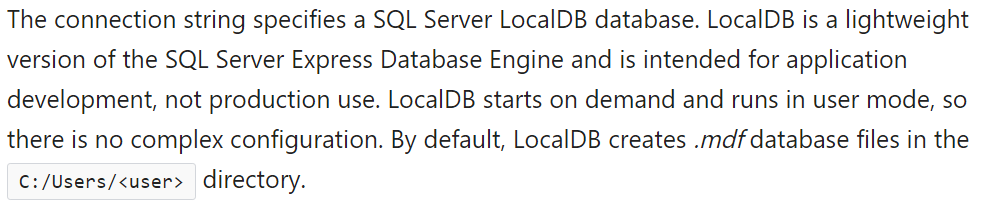 The connection string specifies a SQL Server LocalDB database. LocalDB is a lightweight
version of the SQL Server Express Database Engine and is intended for application
development, not production use. LocalDB starts on demand and runs in user mode, so
there is no complex configuration. By default, LocalDB creates .mdf database files in the
C:/Users/<user> directory.